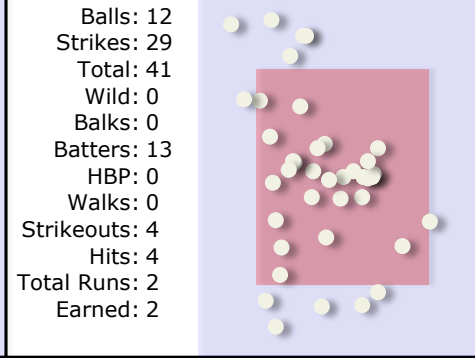 Balls: 12
Strikes: 29
Total: 41
Wild: 0
Balks: 0
Batters: 13
HBP: 0
Walks: 0
Strikeouts: 4
Hits: 4
Total Runs: 2
Earned: 2